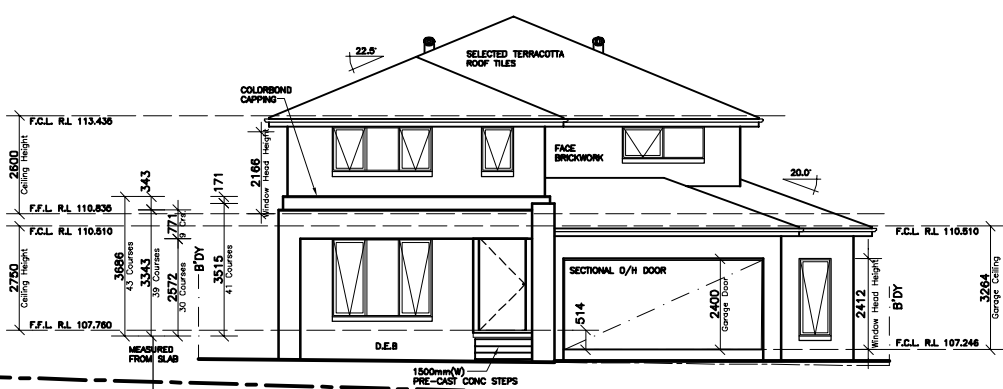 22.5°
SELECTED TERRACOTTA
ROOF TILES
COLORBOND
CAPPING
F.C.L. R.L 113.435
2600
Ceiling Height
2166
Window Head Height
FACE
BRICKWORK
343
171
20.0°
F.F.L. R.L 110.835
F.C.L. R.L 110.510
2750
Ceiling Height
3686
43 Courses
3343
39 Courses
771
9 Crs
2572
30 Courses
B'DY
3515
41 Courses
SECTIONAL O/H DOOR
514
2400
Garage Door
2412
Window Head Height
B'DY
F.C.L. R.L 110.510
3264
Garage Ceiling
F.F.L. R.L 107.760
F.C.L. R.L 107.246
MEASURED
FROM SLAB
D.E.B
1500mm(W)
PRE-CAST CONC STEPS